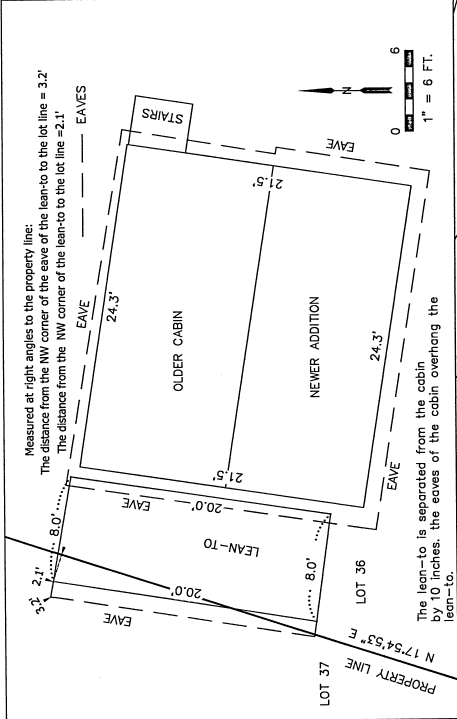 Measured at right angles to the property line:
The distance from the NW corner of the eave of the lean-to to the lot line = 3.2'
The distance from the NW corner of the lean-to to the lot line =2.1'
EAVES
STAIRS
EAVE
24.3'
OLDER CABIN
21.5'
21.5'
NEWER ADDITION
24.3'
EAVE
EAVE
N
0 6
1" = 6 FT.
8.0'
2.1'
3.2'
EAVE
20.0'
LEAN-TO
20.0'
8.0'
EAVE
LOT 36
LOT 37
N 17°54'53" E
PROPERTY LINE
The lean-to is separated from the cabin
by 10 inches. the eaves of the cabin overhang the
lean-to.